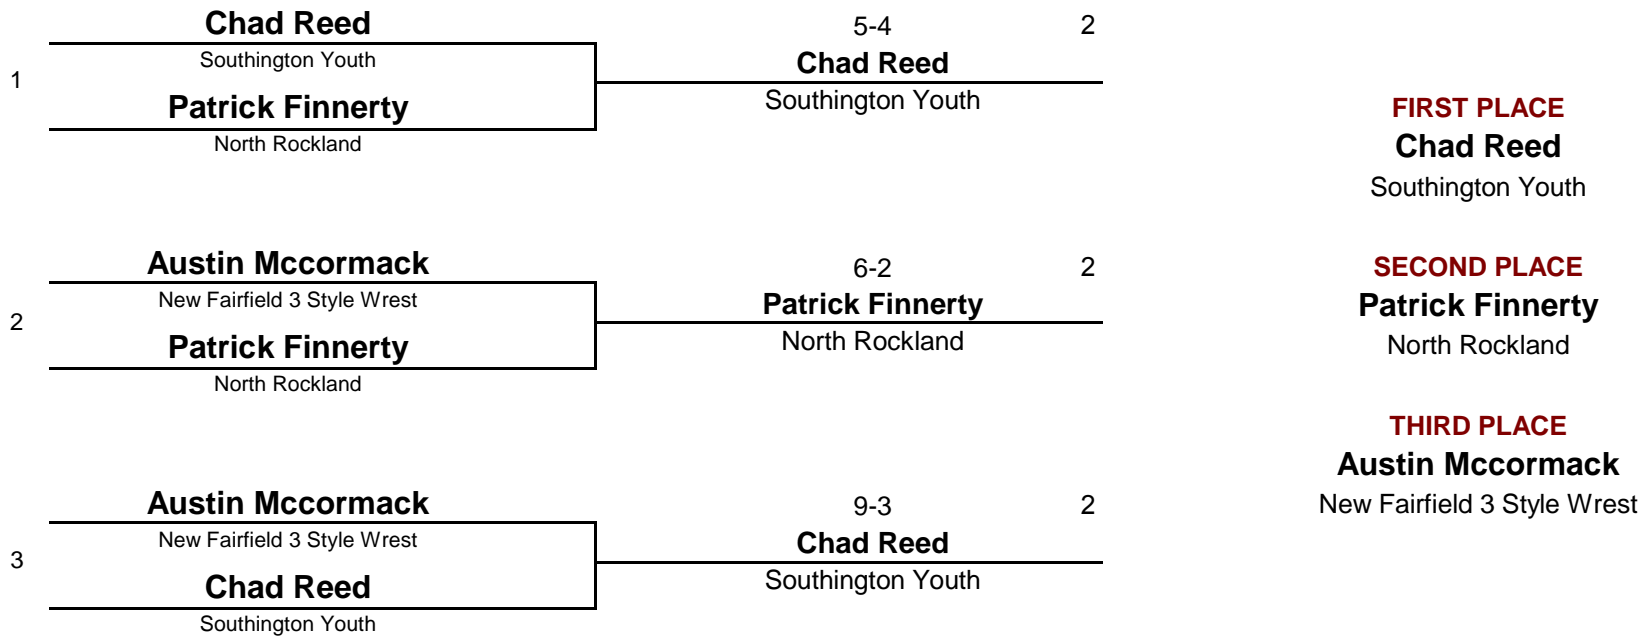 Chad Reed
Southington Youth
1
Patrick Finnerty
North Rockland
5-4
2
Chad Reed
Southington Youth
Austin Mccormack
New Fairfield 3 Style Wrest
2
Patrick Finnerty
North Rockland
6-2
2
Patrick Finnerty
North Rockland
Austin Mccormack
New Fairfield 3 Style Wrest
3
Chad Reed
Southington Youth
9-3
2
Chad Reed
Southington Youth
FIRST PLACE
Chad Reed
Southington Youth
SECOND PLACE
Patrick Finnerty
North Rockland
THIRD PLACE
Austin Mccormack
New Fairfield 3 Style Wrest